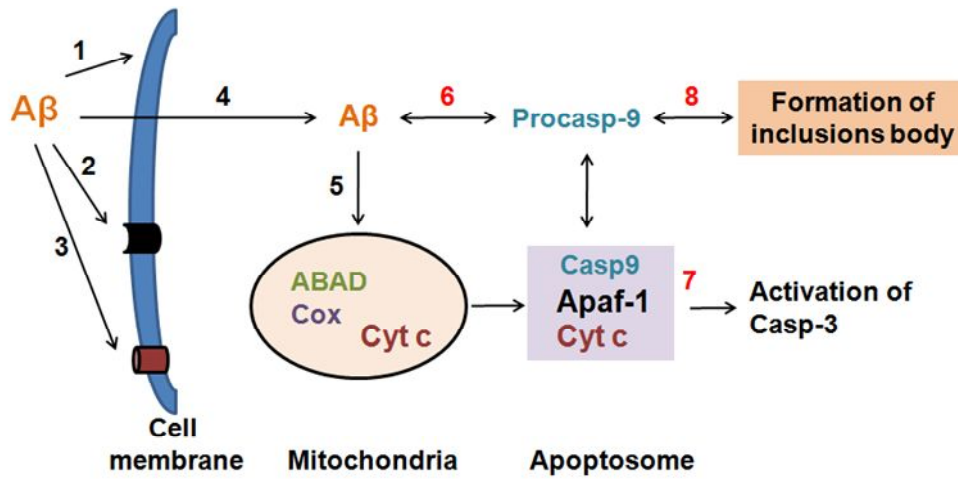 1
Aβ
4
Aβ
6
Procasp-9
8
Formation of
inclusions body
2
5
3
ABAD
Cox
Cyt c
Casp9
Apaf-1
Cyt c
7
Activation of
Casp-3
Cell
membrane
Mitochondria
Apoptosome